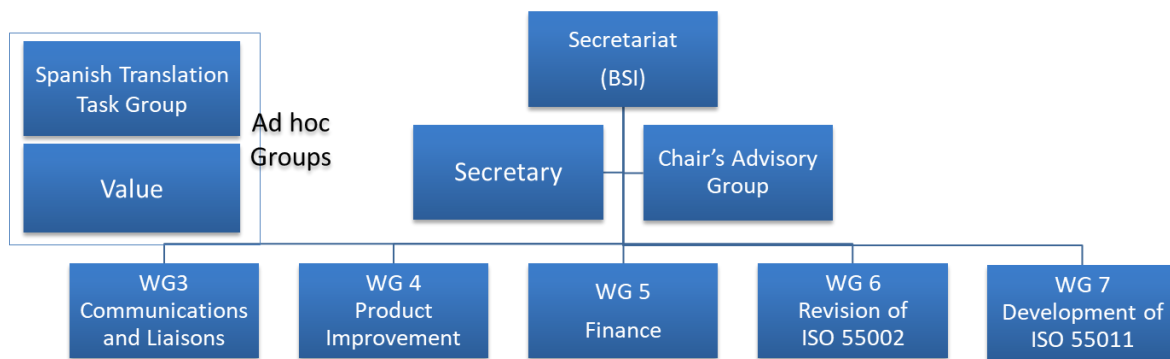 Spanish Translation
Task Group
Value
Ad hoc
Groups
Secretariat
(BSI)
Secretary
Chair’s Advisory
Group
WG3
Communications
and Liaisons
WG 4
Product
Improvement
WG 5
Finance
WG 6
Revision of
ISO 55002
WG 7
Development of
ISO 55011